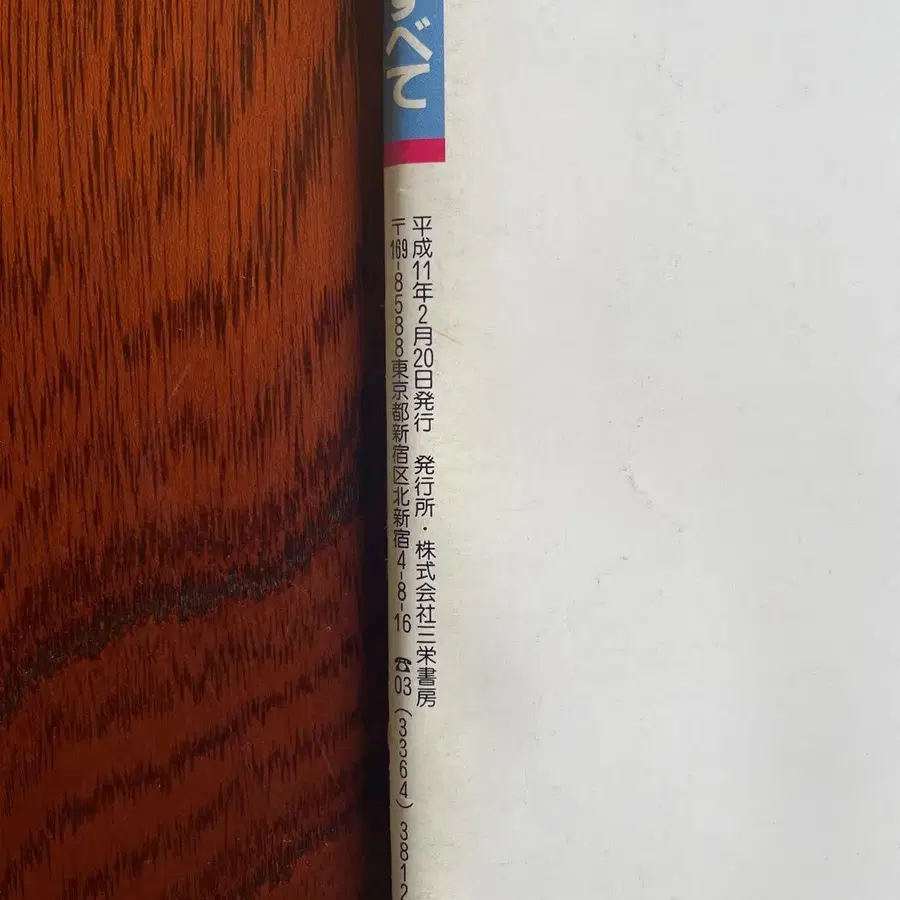 すべて
平成11年2月20日発行 発行所・株式会社三栄書房
〒169-8588東京都新宿区北新宿4-8-16 ☎03(3364)3812